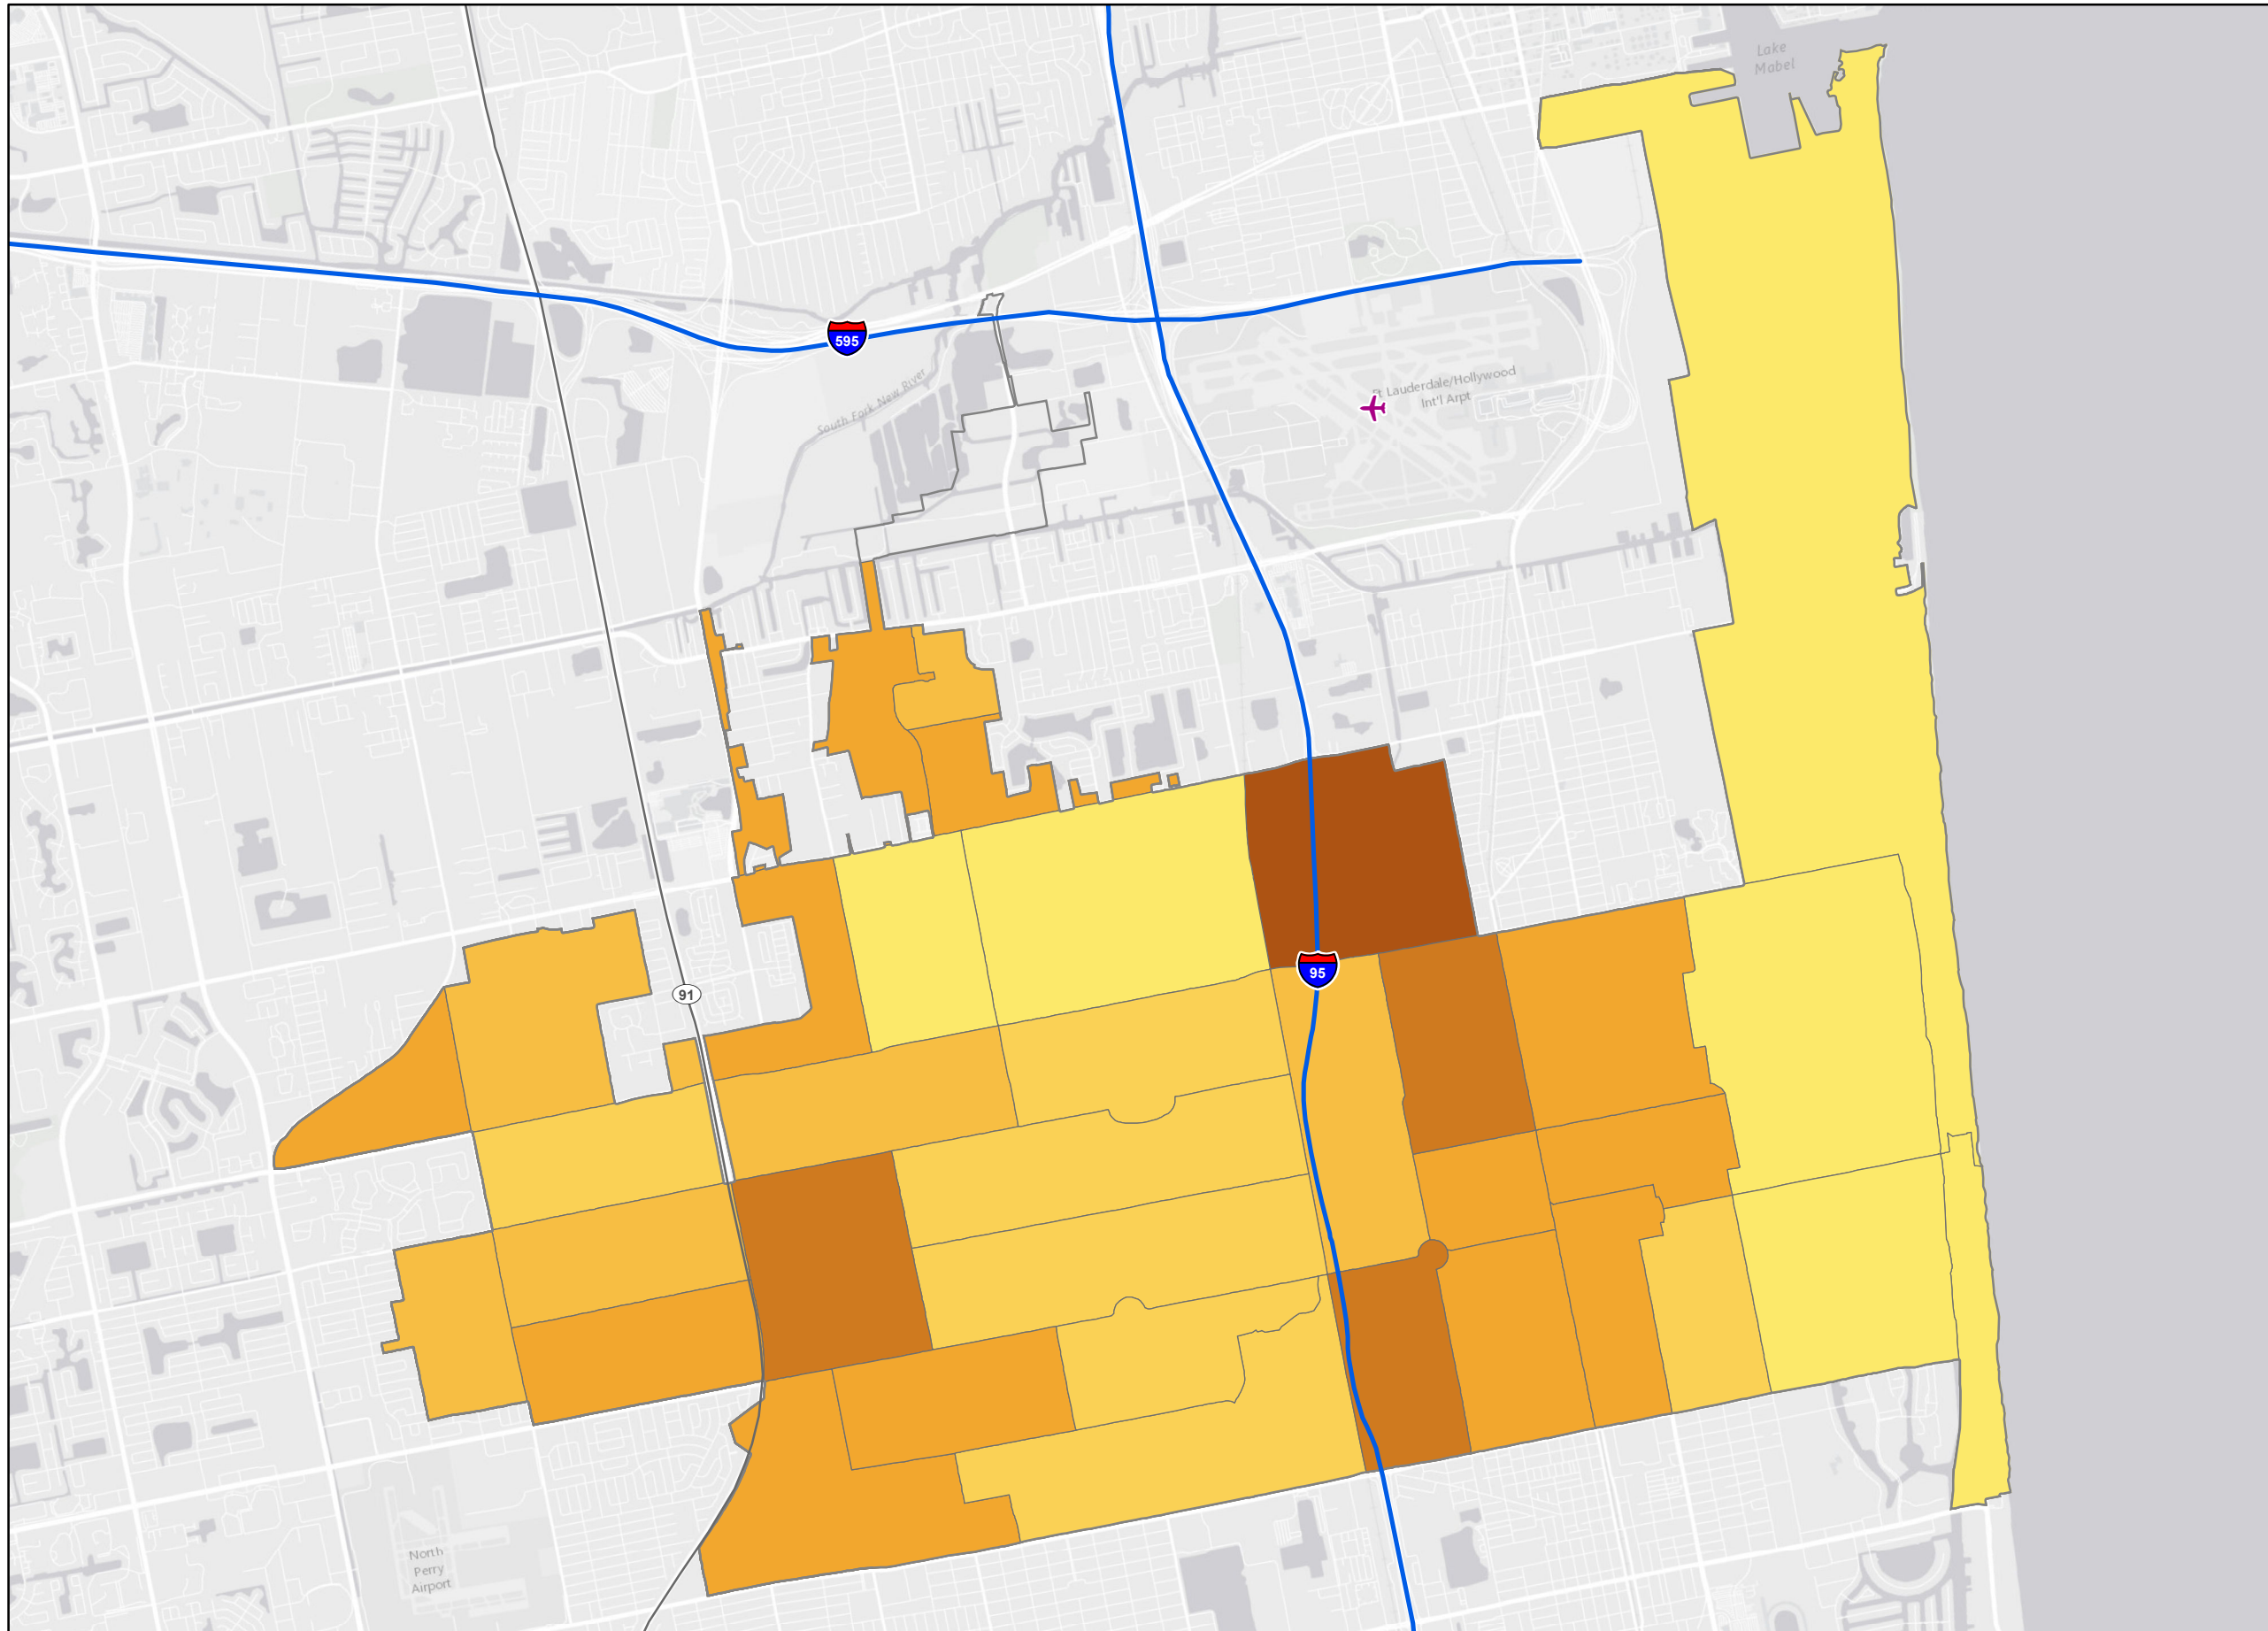 Lake
Mabel
595
South Fork New River
Ft Lauderdale/Hollywood
Int'l Arpt
95
91
North
Perry
Airport